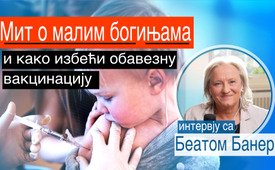 Мит о малим богињама
и како избећи обавезну
вакцинацију
интервју са
Беатом Банер